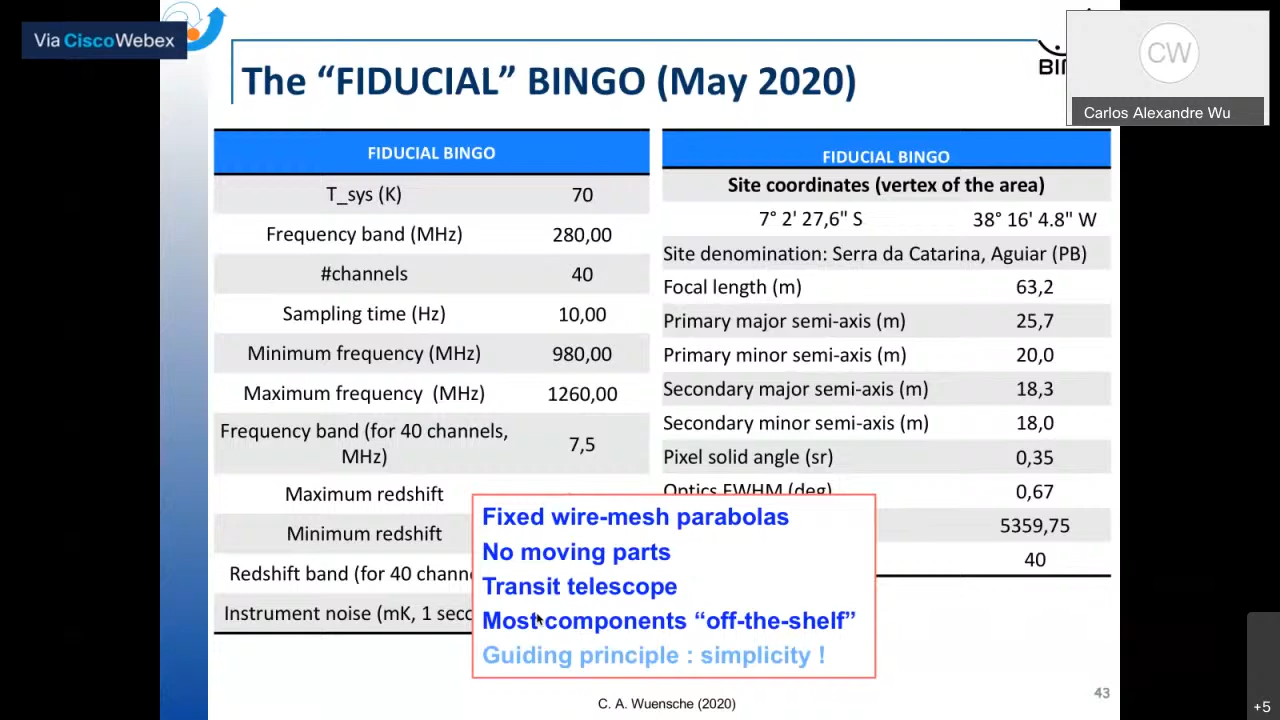 Via CiscoWebex
The “FIDUCIAL” BINGO (May 2020)
CW
Carlos Alexandre Wu
FIDUCIAL BINGO
T_sys (K) 70
Frequency band (MHz) 280,00
#channels 40
Sampling time (Hz) 10,00
Minimum frequency (MHz) 980,00
Maximum frequency (MHz) 1260,00
Frequency band (for 40 channels,
MHz) 7,5
Maximum redshift
Minimum redshift
Redshift band (for 40
Instrument noise (mK, 1
FIDUCIAL BINGO
Site coordinates (vertex of the area)
7° 2' 27,6" S 38° 16' 4.8" W
Site denomination: Serra da Catarina, Aguiar (PB)
Focal length (m) 63,2
Primary major semi-axis (m) 25,7
Primary minor semi-axis (m) 20,0
Secondary major semi-axis (m) 18,3
Secondary minor semi-axis (m) 18,0
Pixel solid angle (sr) 0,35
Optics FWHM (deg) 0,67
5359,75
40
Fixed wire-mesh parabolas
No moving parts
Transit telescope
Most components “off-the-shelf”
Guiding principle : simplicity !
C. A. Wuensche (2020)
43
+5